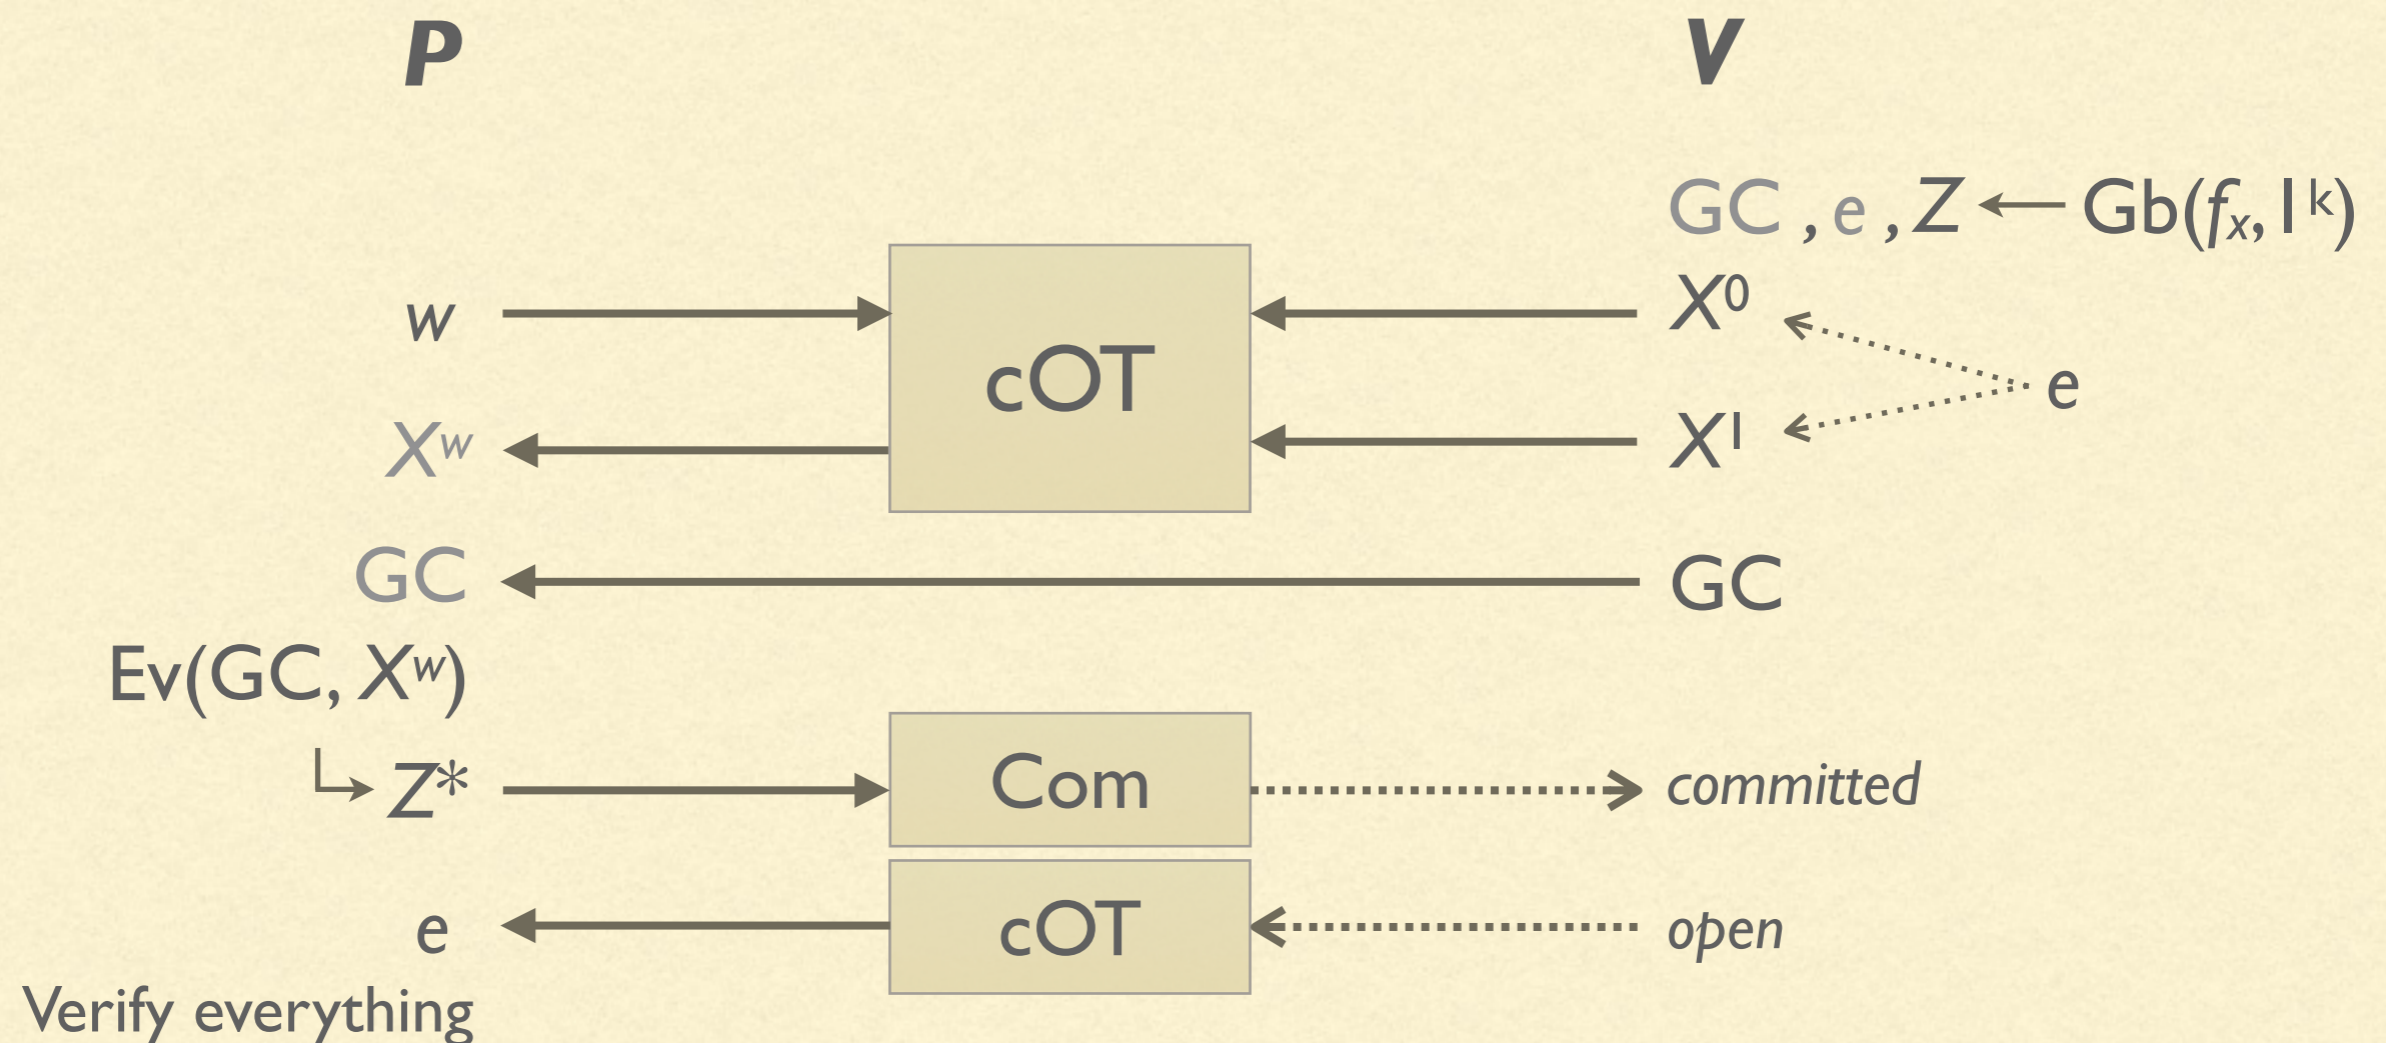 P V
GC , e , Z ← Gb(fₓ, 1ᵏ)
w cOT X⁰
e
Xʷ X¹
GC GC
Ev(GC, Xʷ)
Z* Com committed
e cOT open
Verify everything